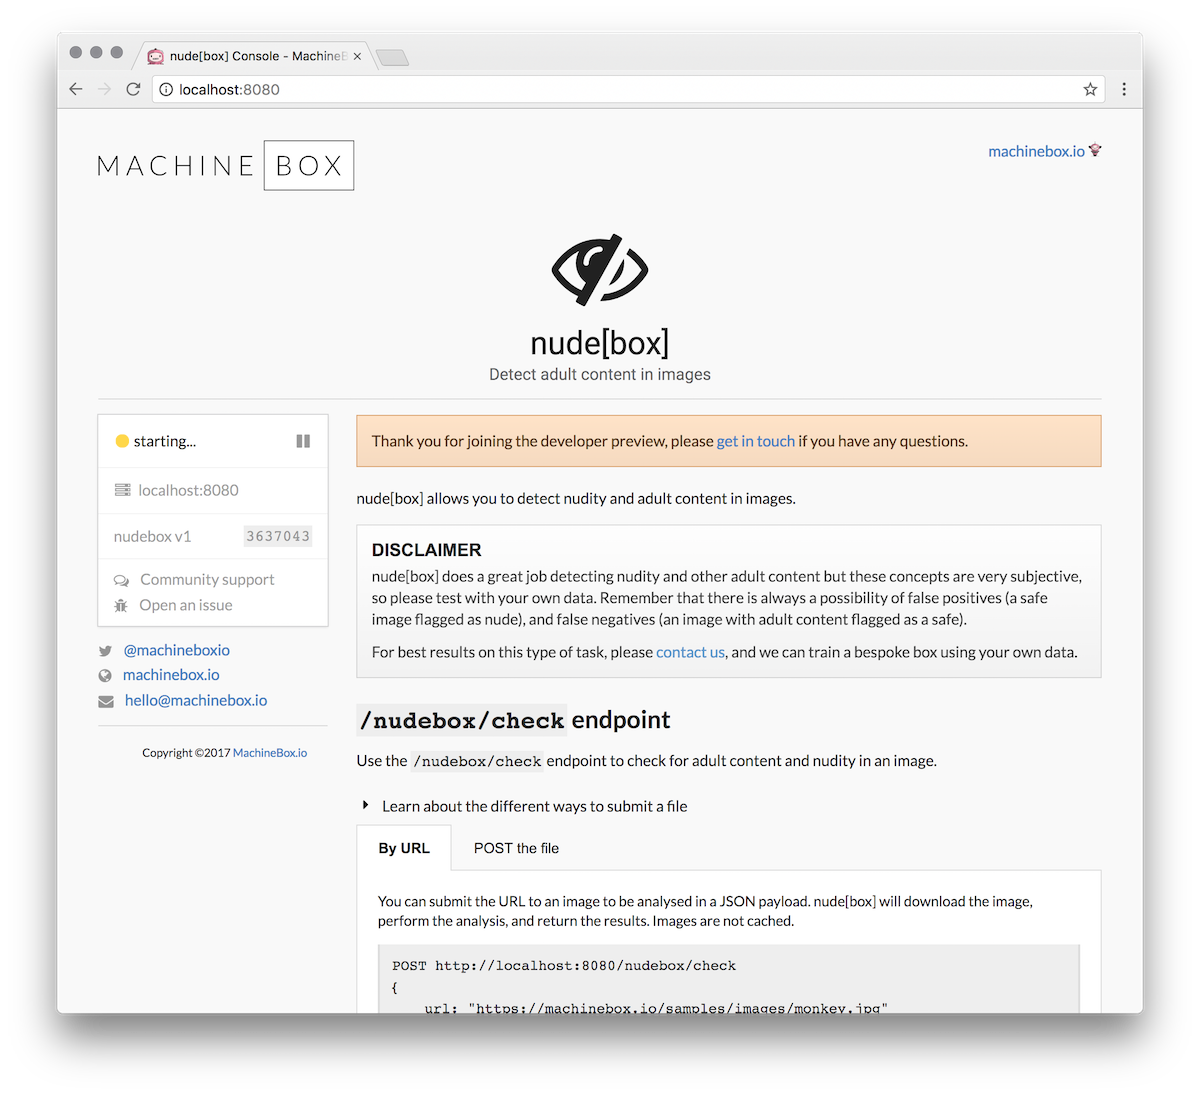 nude[box] Console - MachineB
localhost:8080
MACHINE BOX
machinebox.io
nude[box]
Detect adult content in images
starting...
localhost:8080
nudebox v1 3637043
Community support
Open an issue
@machineboxio
machinebox.io
hello@machinebox.io
Copyright ©2017 MachineBox.io
Thank you for joining the developer preview, please get in touch if you have any questions.
nude[box] allows you to detect nudity and adult content in images.
DISCLAIMER
nude[box] does a great job detecting nudity and other adult content but these concepts are very subjective,
so please test with your own data. Remember that there is always a possibility of false positives (a safe
image flagged as nude), and false negatives (an image with adult content flagged as a safe).
For best results on this type of task, please contact us, and we can train a bespoke box using your own data.
/nudebox/check endpoint
Use the /nudebox/check endpoint to check for adult content and nudity in an image.
Learn about the different ways to submit a file
By URL POST the file
You can submit the URL to an image to be analysed in a JSON payload. nude[box] will download the image,
perform the analysis, and return the results. Images are not cached.
POST http://localhost:8080/nudebox/check
{
url: "https://machinebox.io/samples/images/monkey.jpg"